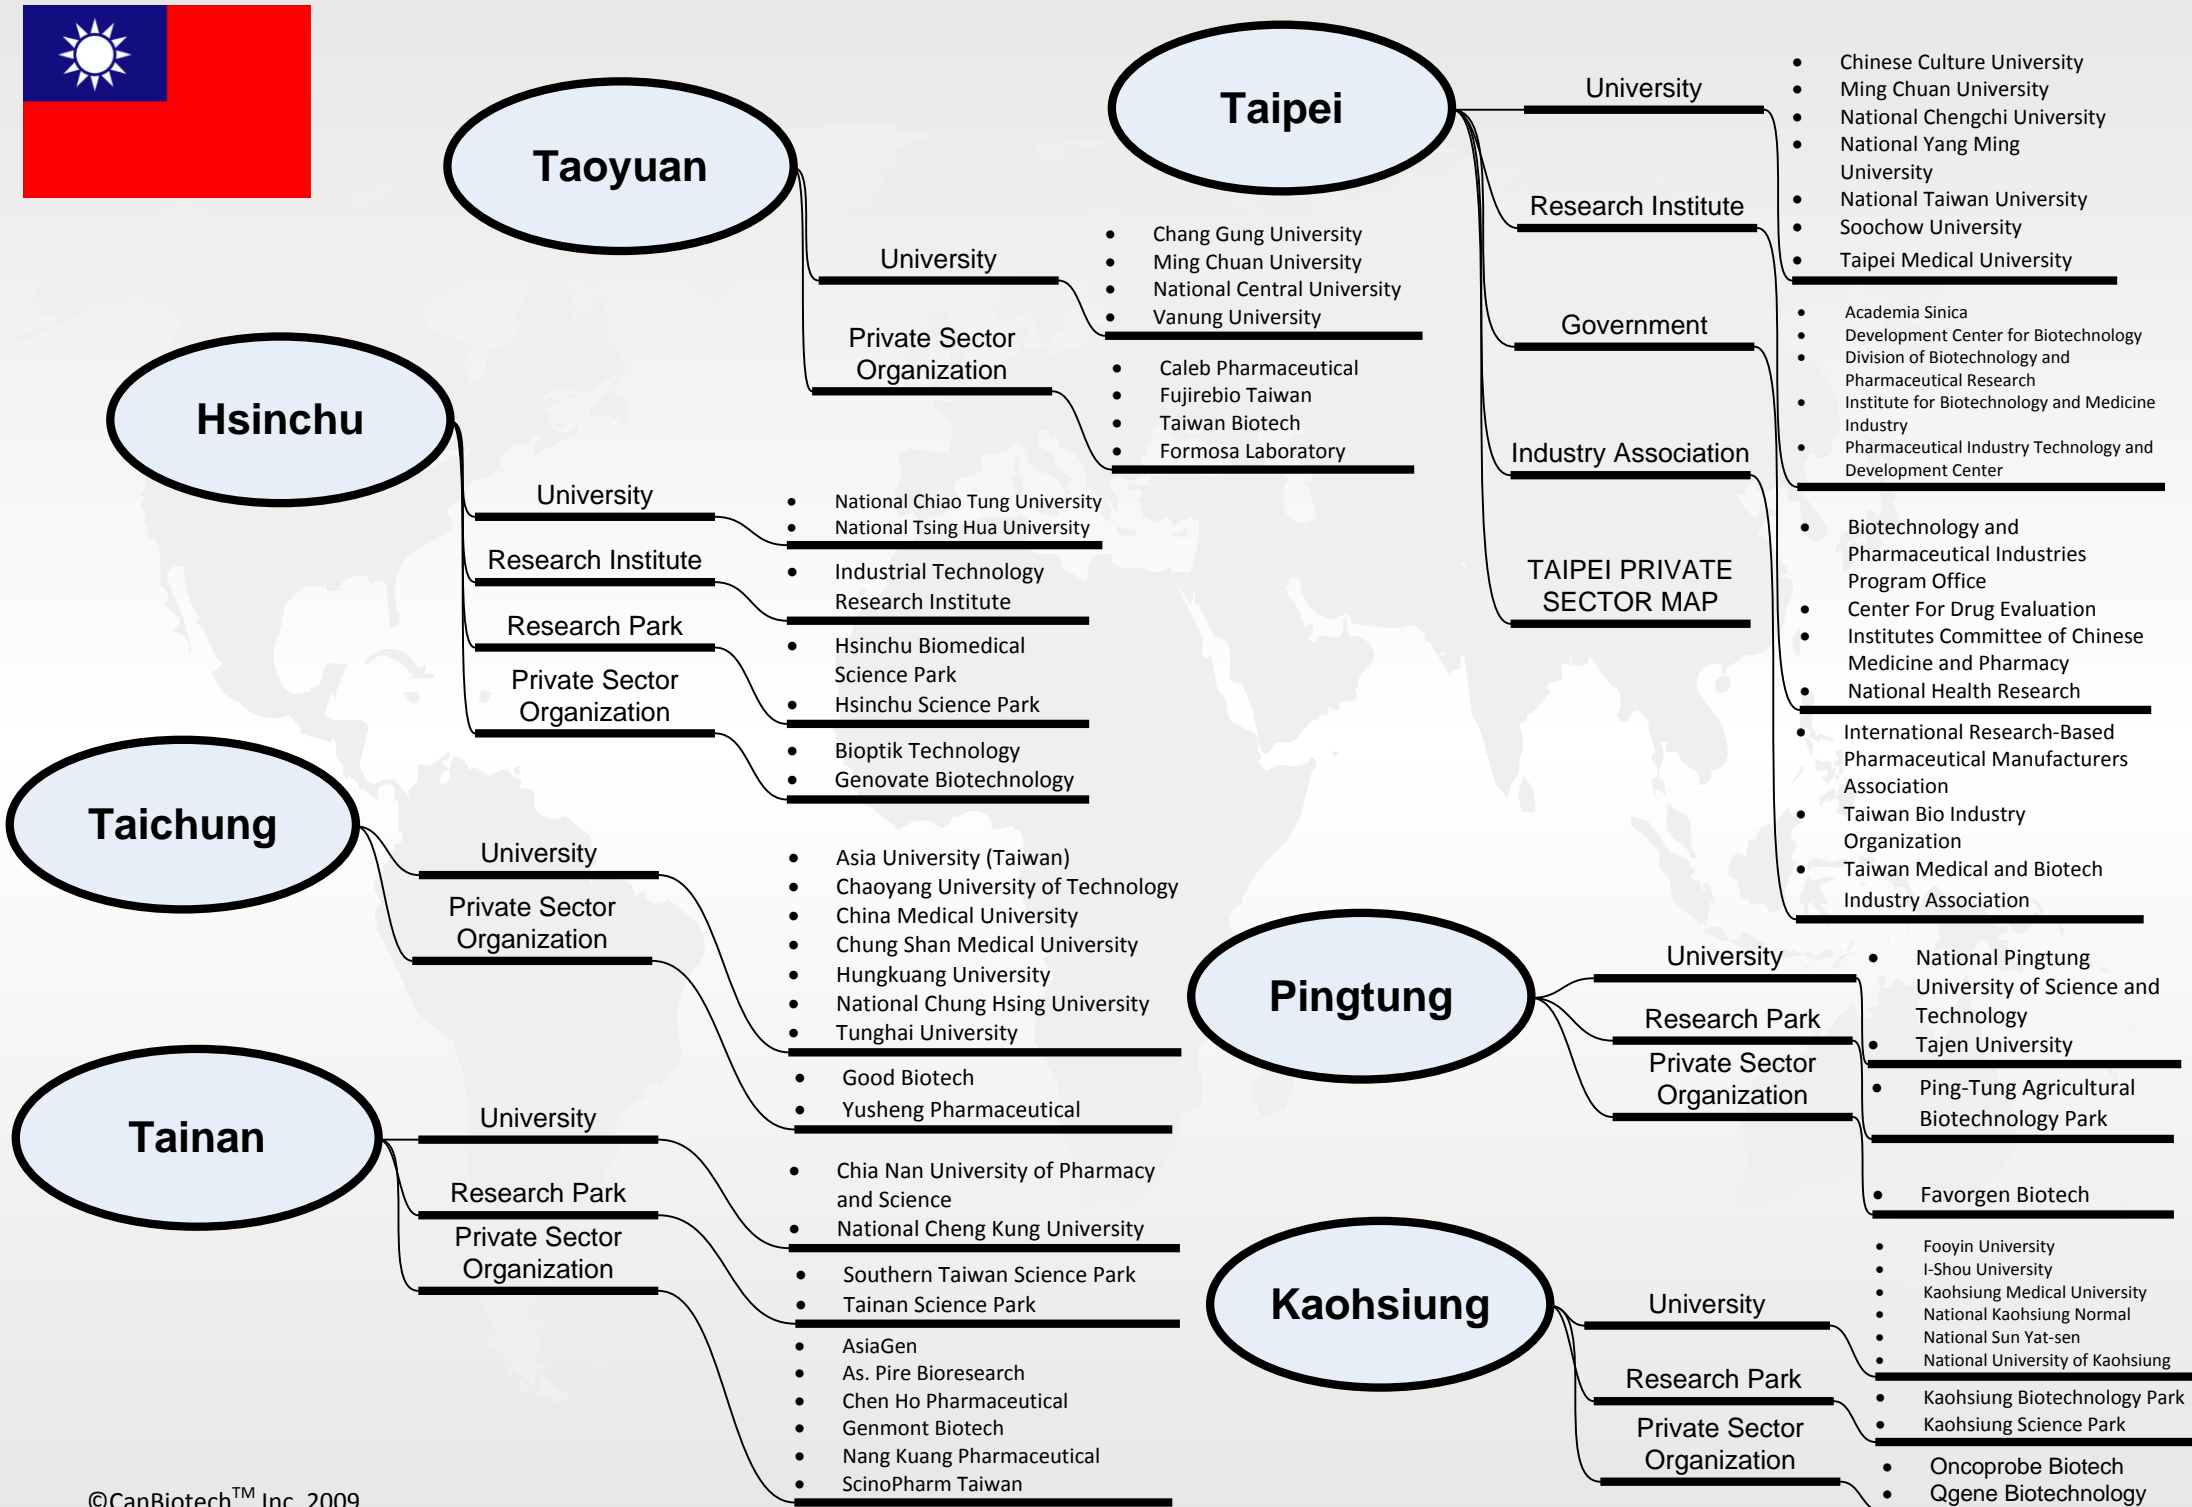 Taipei
University
Chinese Culture University
Ming Chuan University
National Chengchi University
National Yang Ming
University
National Taiwan University
Soochow University
Taipei Medical University
Research Institute
Academia Sinica
Development Center for Biotechnology
Division of Biotechnology and
Pharmaceutical Research
Institute for Biotechnology and Medicine
Industry
Pharmaceutical Industry Technology and
Development Center
Government
Biotechnology and
Pharmaceutical Industries
Program Office
Center For Drug Evaluation
Institutes Committee of Chinese
Medicine and Pharmacy
National Health Research
Industry Association
International Research-Based
Pharmaceutical Manufacturers
Association
Taiwan Bio Industry
Organization
Taiwan Medical and Biotech
Industry Association
TAIPEI PRIVATE
SECTOR MAP
Taoyuan
University
Chang Gung University
Ming Chuan University
National Central University
Vanung University
Private Sector
Organization
Caleb Pharmaceutical
Fujirebio Taiwan
Taiwan Biotech
Formosa Laboratory
Hsinchu
University
National Chiao Tung University
National Tsing Hua University
Research Institute
Industrial Technology
Research Institute
Research Park
Hsinchu Biomedical
Science Park
Hsinchu Science Park
Private Sector
Organization
Bioptik Technology
Genovate Biotechnology
Taichung
University
Asia University (Taiwan)
Chaoyang University of Technology
China Medical University
Chung Shan Medical University
Hungkuang University
National Chung Hsing University
Tunghai University
Private Sector
Organization
Good Biotech
Yusheng Pharmaceutical
Tainan
University
Chia Nan University of Pharmacy
and Science
National Cheng Kung University
Research Park
Southern Taiwan Science Park
Tainan Science Park
Private Sector
Organization
AsiaGen
As. Pire Bioresearch
Chen Ho Pharmaceutical
Genmont Biotech
Nang Kuang Pharmaceutical
ScinoPharm Taiwan
Pingtung
University
National Pingtung
University of Science and
Technology
Tajen University
Research Park
Ping-Tung Agricultural
Biotechnology Park
Private Sector
Organization
Favorgen Biotech
Kaohsiung
University
Fooyin University
I-Shou University
Kaohsiung Medical University
National Kaohsiung Normal
National Sun Yat-sen
National University of Kaohsiung
Research Park
Kaohsiung Biotechnology Park
Kaohsiung Science Park
Private Sector
Organization
Oncoprobe Biotech
Qgene Biotechnology
©CanBiotech™ Inc. 2009